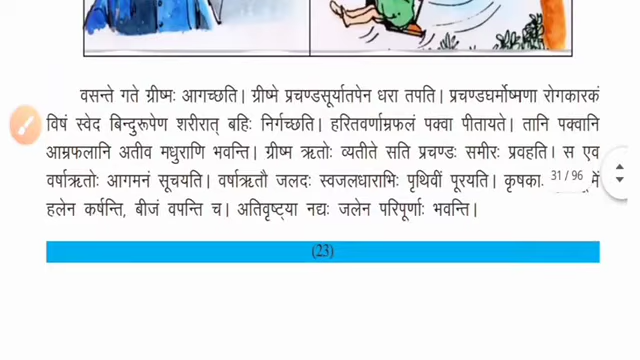 वसन्ते गते ग्रीष्मः आगच्छति। ग्रीष्मे प्रचण्डसूर्यातपेन धरा तपति। प्रचण्डघर्मोष्मणा रोगकारकं
विषं स्वेद बिन्दुरूपेण शरीरात् बहिः निर्गच्छति। हरितवर्णाम्रफलं पक्वा पीतायते। तानि पक्वानि
आम्रफलानि अतीव मधुराणि भवन्ति। ग्रीष्म ऋतोः व्यतीते सति प्रचण्डः समीरः प्रवहति। स एव
वर्षाऋतोः आगमनं सूचयति। वर्षाऋतौ जलदः स्वजलधाराभिः पृथिवीं पूरयति। कृषकाः
31 / 96
हलेन कर्षन्ति, बीजं वपन्ति च। अतिवृष्ट्या नद्यः जलेन परिपूर्णाः भवन्ति।
(23)